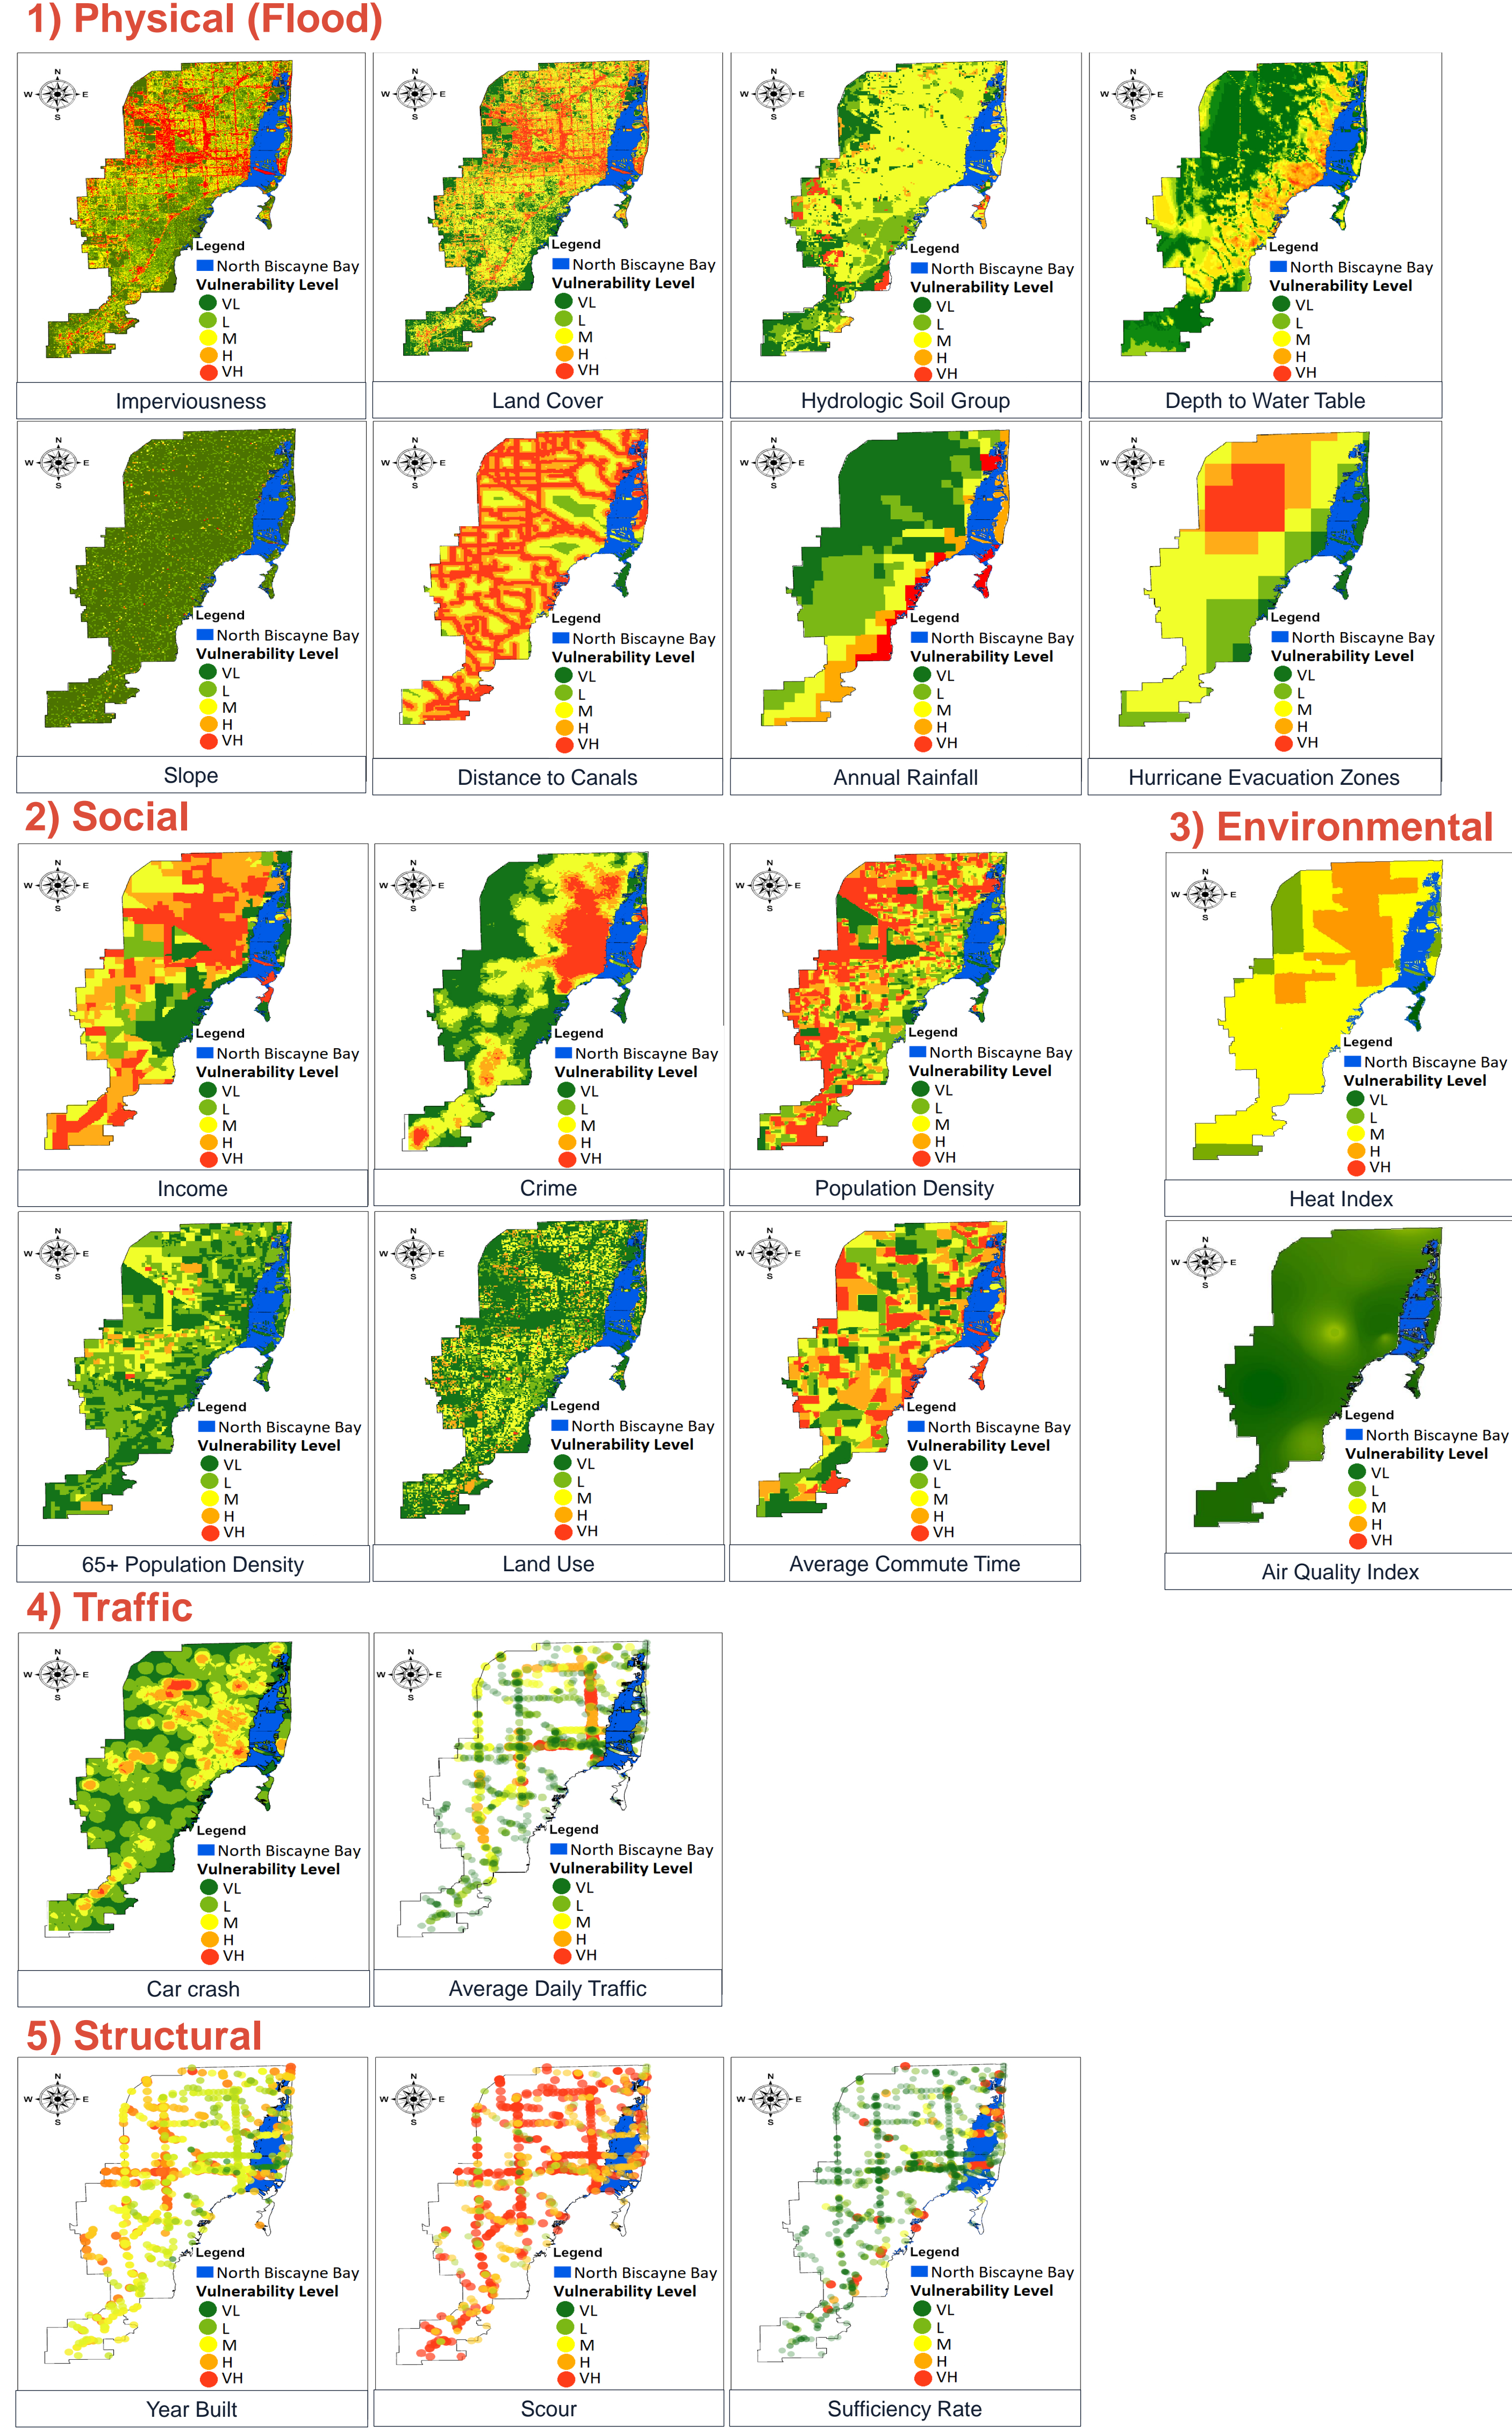 1) Physical (Flood)
N
W E
S
Legend
North Biscayne Bay
Vulnerability Level
VL
L
M
H
VH
Imperviousness
N
W E
S
Legend
North Biscayne Bay
Vulnerability Level
VL
L
M
H
VH
Land Cover
N
W E
S
Legend
North Biscayne Bay
Vulnerability Level
VL
L
M
H
VH
Hydrologic Soil Group
N
W E
S
Legend
North Biscayne Bay
Vulnerability Level
VL
L
M
H
VH
Depth to Water Table
N
W E
S
Legend
North Biscayne Bay
Vulnerability Level
VL
L
M
H
VH
Slope
N
W E
S
Legend
North Biscayne Bay
Vulnerability Level
VL
L
M
H
VH
Distance to Canals
N
W E
S
Legend
North Biscayne Bay
Vulnerability Level
VL
L
M
H
VH
Annual Rainfall
N
W E
S
Legend
North Biscayne Bay
Vulnerability Level
VL
L
M
H
VH
Hurricane Evacuation Zones
2) Social
N
W E
S
Legend
North Biscayne Bay
Vulnerability Level
VL
L
M
H
VH
Income
N
W E
S
Legend
North Biscayne Bay
Vulnerability Level
VL
L
M
H
VH
Crime
N
W E
S
Legend
North Biscayne Bay
Vulnerability Level
VL
L
M
H
VH
Population Density
N
W E
S
Legend
North Biscayne Bay
Vulnerability Level
VL
L
M
H
VH
65+ Population Density
N
W E
S
Legend
North Biscayne Bay
Vulnerability Level
VL
L
M
H
VH
Land Use
N
W E
S
Legend
North Biscayne Bay
Vulnerability Level
VL
L
M
H
VH
Average Commute Time
3) Environmental
N
W E
S
Legend
North Biscayne Bay
Vulnerability Level
VL
L
M
H
VH
Heat Index
N
W E
S
Legend
North Biscayne Bay
Vulnerability Level
VL
L
M
H
VH
Air Quality Index
4) Traffic
N
W E
S
Legend
North Biscayne Bay
Vulnerability Level
VL
L
M
H
VH
Car crash
N
W E
S
Legend
North Biscayne Bay
Vulnerability Level
VL
L
M
H
VH
Average Daily Traffic
5) Structural
N
W E
S
Legend
North Biscayne Bay
Vulnerability Level
VL
L
M
H
VH
Year Built
N
W E
S
Legend
North Biscayne Bay
Vulnerability Level
VL
L
M
H
VH
Scour
N
W E
S
Legend
North Biscayne Bay
Vulnerability Level
VL
L
M
H
VH
Sufficiency Rate